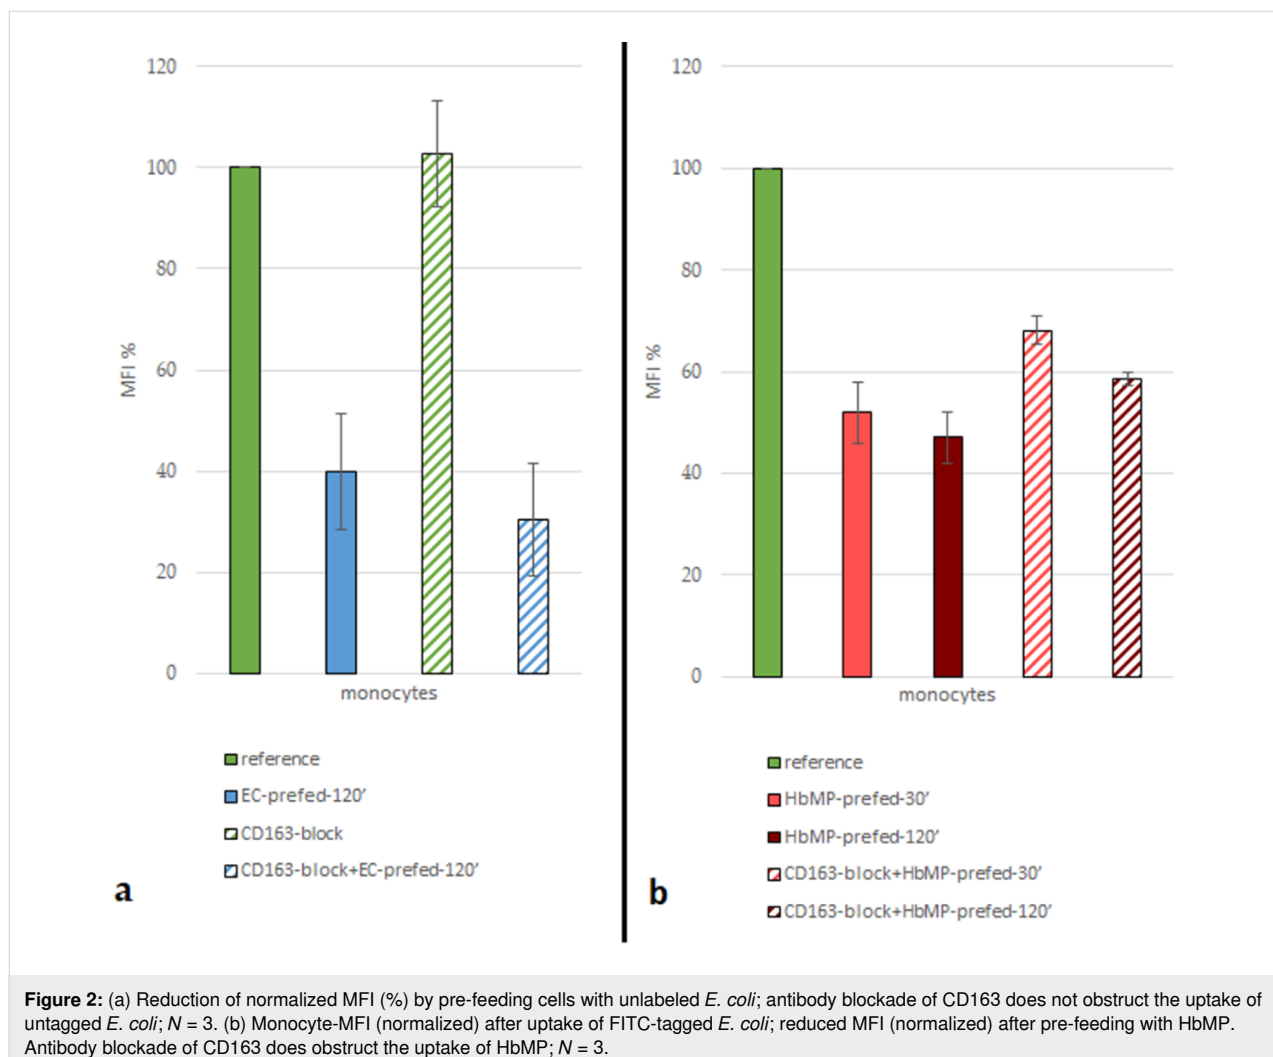 120
100
80
60
40
20
0
MFI %
monocytes
reference
EC-prefed-120'
CD163-block
CD163-block+EC-prefed-120'
a
120
100
80
60
40
20
0
MFI %
monocytes
reference
HbMP-prefed-30'
HbMP-prefed-120'
CD163-block+HbMP-prefed-30'
CD163-block+HbMP-prefed-120'
b
Figure 2: (a) Reduction of normalized MFI (%) by pre-feeding cells with unlabeled E. coli; antibody blockade of CD163 does not obstruct the uptake of
untagged E. coli; N = 3. (b) Monocyte-MFI (normalized) after uptake of FITC-tagged E. coli; reduced MFI (normalized) after pre-feeding with HbMP.
Antibody blockade of CD163 does obstruct the uptake of HbMP; N = 3.